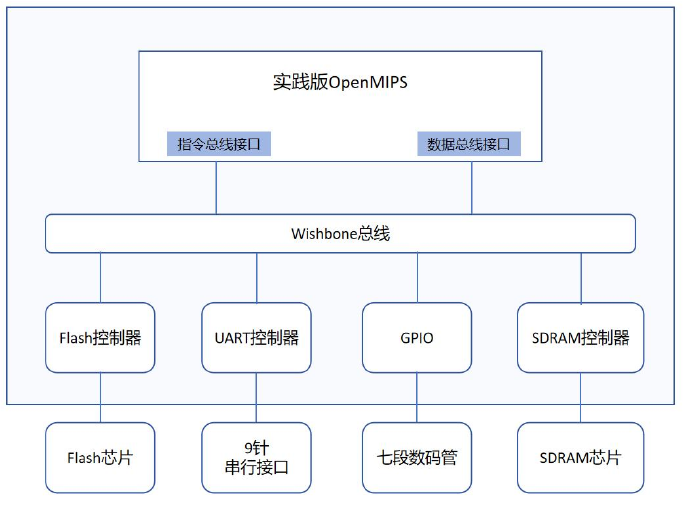 实践版OpenMIPS
指令总线接口
数据总线接口
Wishbone总线
Flash控制器
UART控制器
GPIO
SDRAM控制器
Flash芯片
9针
串行接口
七段数码管
SDRAM芯片